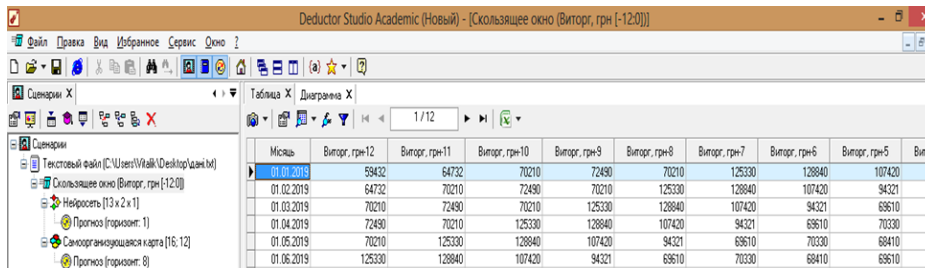 Deductor Studio Academic (Новый) - [Скользящее окно (Виторг, грн [-12:0])]
Файл Правка Вид Избранное Сервис Окно ?
Сценарии X
Таблица X Диаграмма X
1/12
Сценарии
Текстовый файл (C:\Users\Vitalik\Desktop\дані.txt)
Скользящее окно (Виторг, грн [-12:0])
Нейросеть [13 x 2 x 1]
Прогноз (горизонт: 1)
Самоорганизующаяся карта [16; 12]
Прогноз (горизонт: 8)
Місяць Виторг, грн-12 Виторг, грн-11 Виторг, грн-10 Виторг, грн-9 Виторг, грн-8 Виторг, грн-7 Виторг, грн-6 Виторг, грн-5 Ви
01.01.2019 59432 64732 70210 72490 70210 125330 128840 107420
01.02.2019 64732 70210 72490 70210 125330 128840 107420 94321
01.03.2019 70210 72490 70210 125330 128840 107420 94321 69610
01.04.2019 72490 70210 125330 128840 107420 94321 69610 70330
01.05.2019 70210 125330 128840 107420 94321 69610 70330 68410
01.06.2019 125330 128840 107420 94321 69610 70330 68410 69610